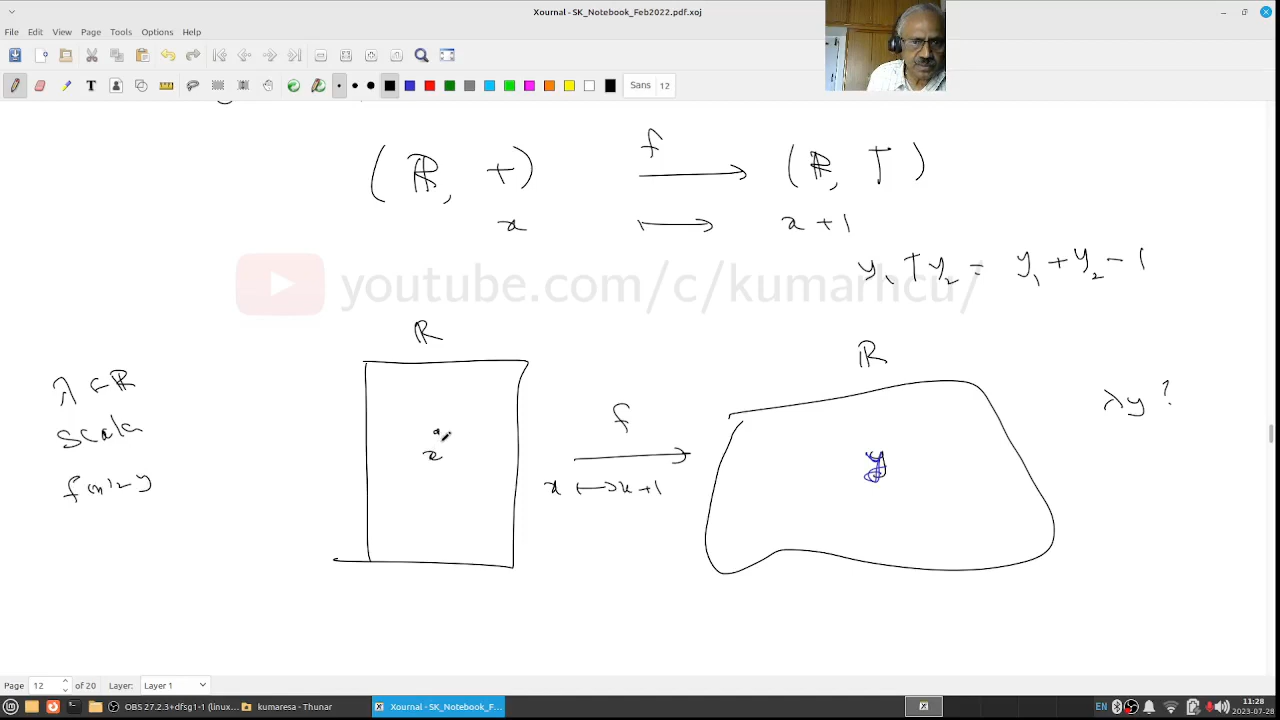 Xournal - SK_Notebook_Feb2022.pdf.xoj
File Edit View Page Tools Options Help
Sans 12
(ℝ, +) f (ℝ, ⊤)
x ⟼ x + 1
y₁ ⊤ y₂ = y₁ + y₂ - 1
youtube.com/c/kumarhcu/
ℝ ℝ
λ ∈ ℝ
scalar
f(x) = y
x
f
x ⟼ x+1
y
λy ?
Page 12 of 20 Layer: Layer 1
OBS 27.2.3+dfsg1-1 (linux... kumaresa - Thunar Xournal - SK_Notebook_F... EN 11:28
2023-07-28